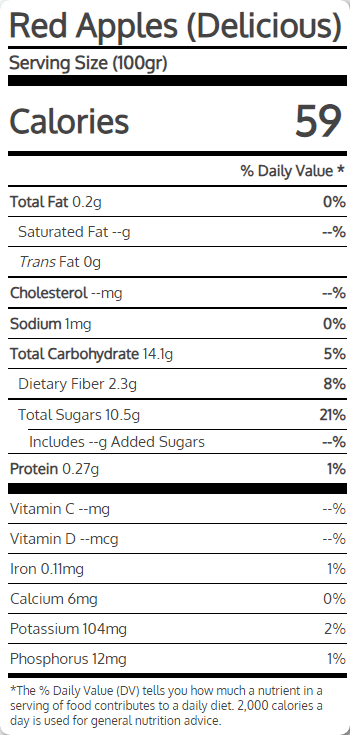 Red Apples (Delicious)
Serving Size (100gr)
Calories 59
% Daily Value *
Total Fat 0.2g 0%
Saturated Fat --g --%
Trans Fat 0g
Cholesterol --mg --%
Sodium 1mg 0%
Total Carbohydrate 14.1g 5%
Dietary Fiber 2.3g 8%
Total Sugars 10.5g 21%
Includes --g Added Sugars --%
Protein 0.27g 1%
Vitamin C --mg --%
Vitamin D --mcg --%
Iron 0.11mg 1%
Calcium 6mg 0%
Potassium 104mg 2%
Phosphorus 12mg 1%
*The % Daily Value (DV) tells you how much a nutrient in a
serving of food contributes to a daily diet. 2,000 calories a
day is used for general nutrition advice.